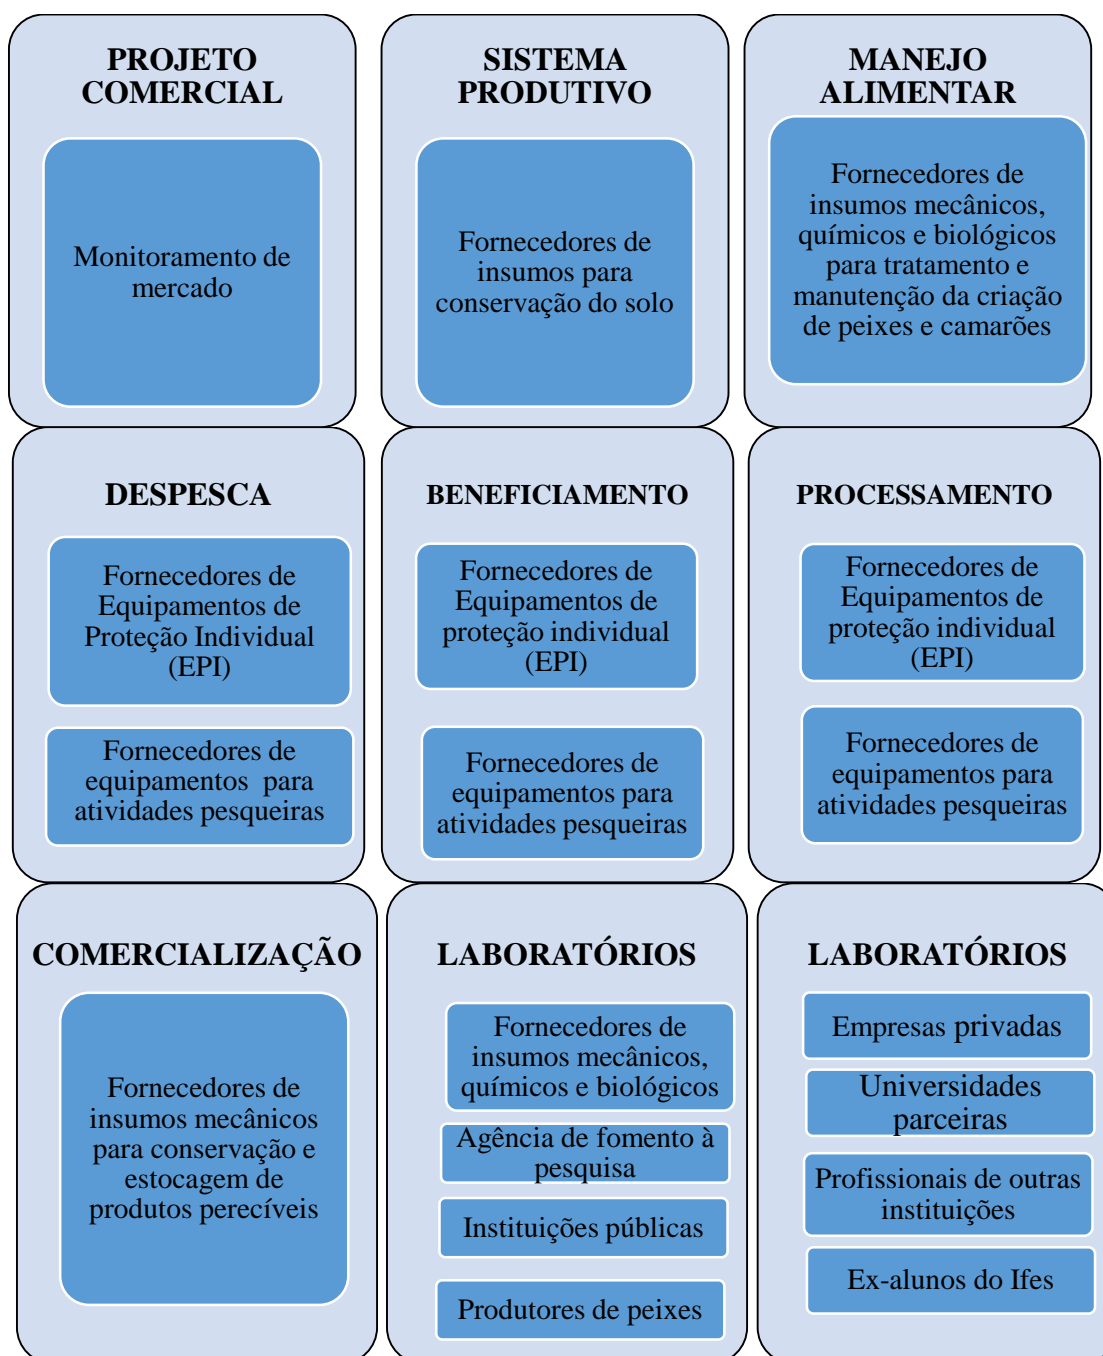 PROJETO
COMERCIAL
Monitoramento de
mercado
SISTEMA
PRODUTIVO
Fornecedores de
insumos para
conservação do solo
MANEJO
ALIMENTAR
Fornecedores de
insumos mecânicos,
químicos e biológicos
para tratamento e
manutenção da criação
de peixes e camarões
DESPESCA
Fornecedores de
Equipamentos de
Proteção Individual
(EPI)
Fornecedores de
equipamentos para
atividades pesqueiras
BENEFICIAMENTO
Fornecedores de
Equipamentos de
proteção individual
(EPI)
Fornecedores de
equipamentos para
atividades pesqueiras
PROCESSAMENTO
Fornecedores de
Equipamentos de
proteção individual
(EPI)
Fornecedores de
equipamentos para
atividades pesqueiras
COMERCIALIZAÇÃO
Fornecedores de
insumos mecânicos
para conservação e
estocagem de
produtos perecíveis
LABORATÓRIOS
Fornecedores de
insumos mecânicos,
químicos e biológicos
Agência de fomento à
pesquisa
Instituições públicas
Produtores de peixes
LABORATÓRIOS
Empresas privadas
Universidades
parceiras
Profissionais de outras
instituições
Ex-alunos do Ifes